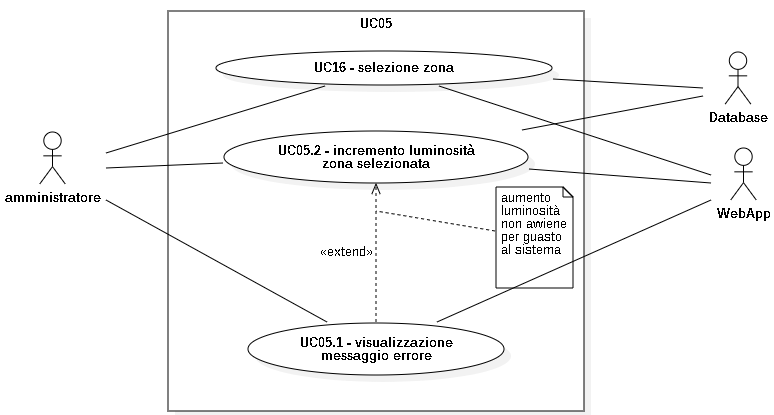 UC05
UC16 - selezione zona
Database
UC05.2 - incremento luminosità
zona selezionata
amministratore
WebApp
aumento
luminosità
non avviene
per guasto
al sistema
«extend»
UC05.1 - visualizzazione
messaggio errore